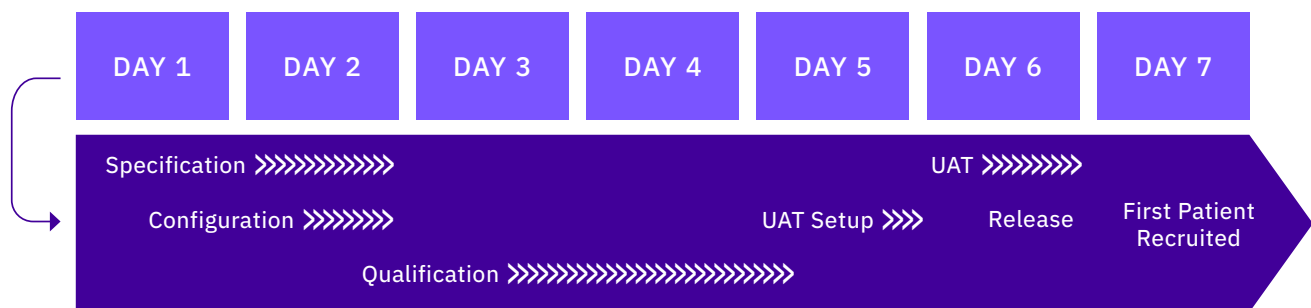 DAY 1 DAY 2 DAY 3 DAY 4 DAY 5 DAY 6 DAY 7
Specification UAT
Configuration UAT Setup Release First Patient
Recruited
Qualification